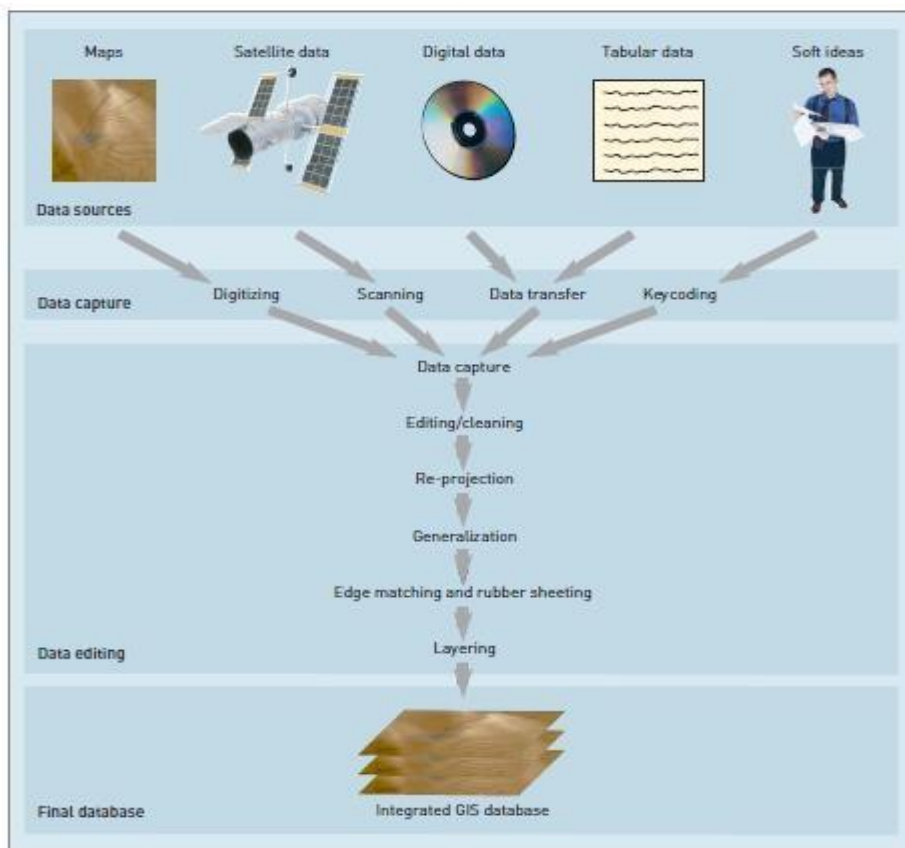 Maps
Satellite data
Digital data
Tabular data
Soft ideas
Data sources
Digitizing
Scanning
Data transfer
Keycoding
Data capture
Data capture
Editing/cleaning
Re-projection
Generalization
Edge matching and rubber sheeting
Layering
Data editing
Integrated GIS database
Final database